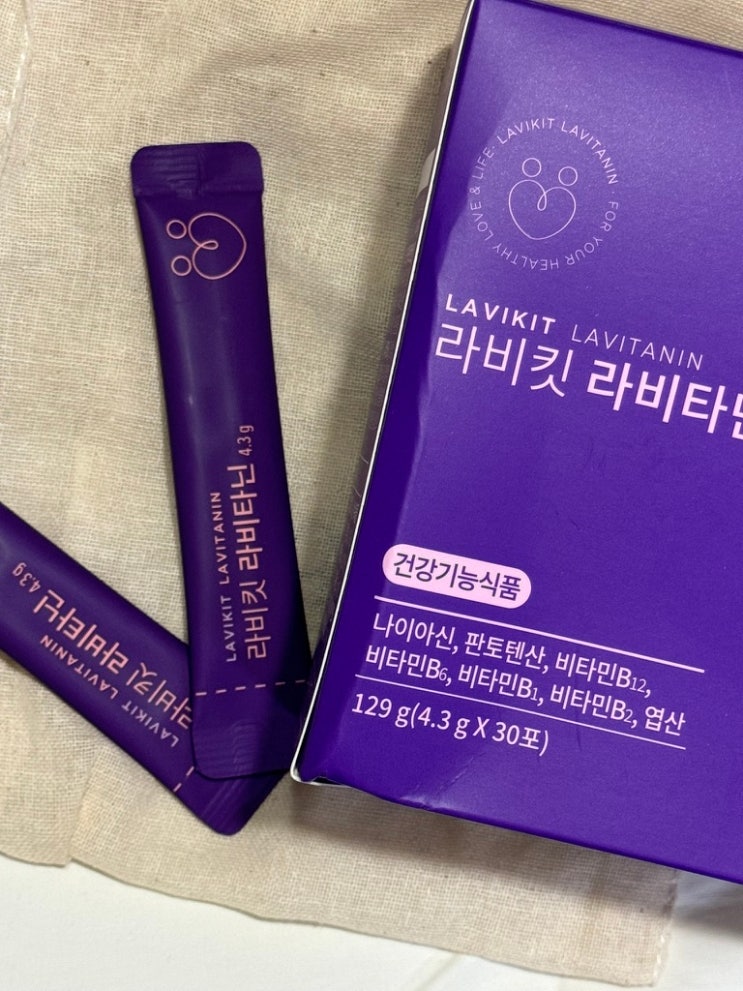 FOR YOUR HEALTHY LOVE & LIFE: LAVIKIT LAVITANIN
LAVIKIT LAVITANIN
라비킷 라비타닌
건강기능식품
나이아신, 판토텐산, 비타민B12,
비타민B6, 비타민B1, 비타민B2, 엽산
129 g(4.3 g X 30포)
LAVIKIT LAVITANIN
라비킷 라비타닌 4.3 g
LAVIKIT LAVITANIN
라비킷 라비타닌 4.3 g